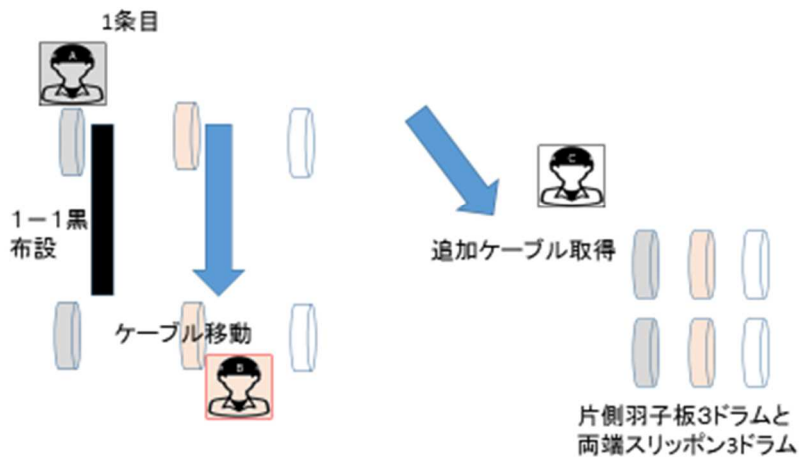 1条目
A
C
1－1黒
布設
追加ケーブル取得
ケーブル移動
B
片側羽子板3ドラムと
両端スリッポン3ドラム